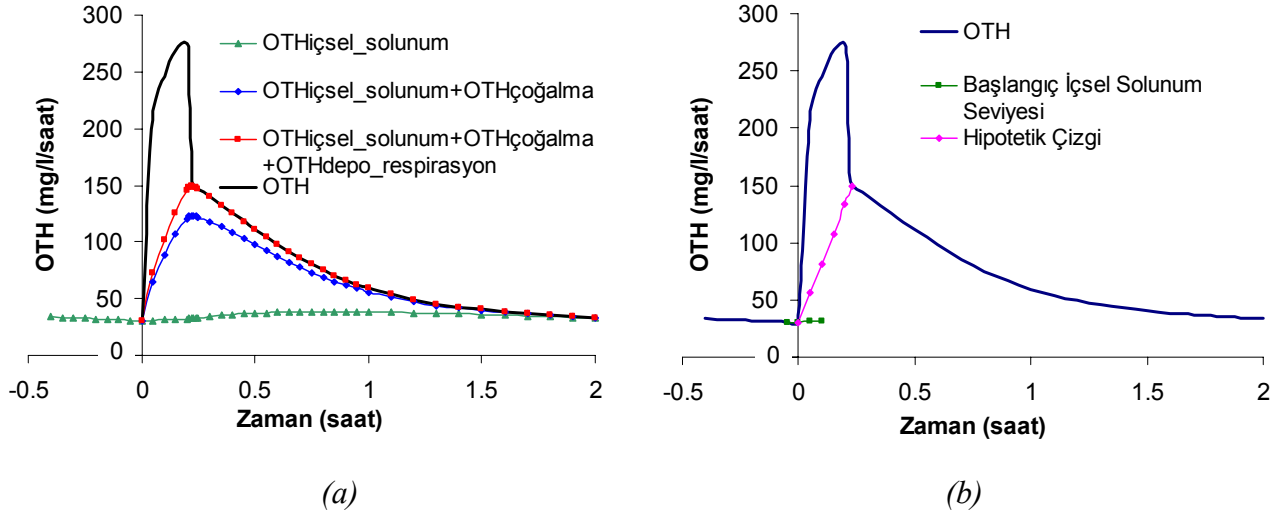 300
250
200
150
100
50
0
OTH (mg/l/saat)
-0.5
0
0.5
1
1.5
2
Zaman (saat)
OTHiçsel_solunum
OTHiçsel_solunum+OTHçoğalma
OTHiçsel_solunum+OTHçoğalma
+OTHdepo_respirasyon
OTH
(a)
300
250
200
150
100
50
0
OTH (mg/l/saat)
-0.5
0
0.5
1
1.5
2
Zaman (saat)
OTH
Başlangıç İçsel Solunum
Seviyesi
Hipotetik Çizgi
(b)